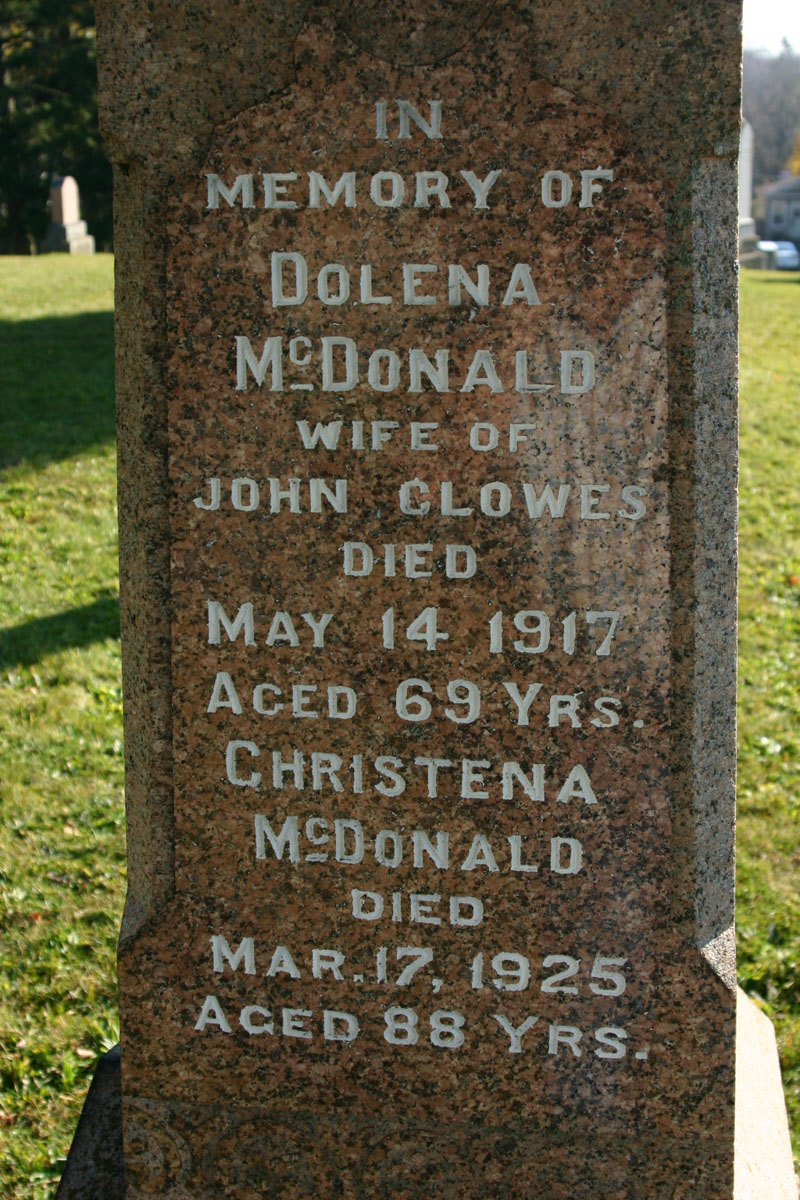 IN
MEMORY OF
DOLENA
McDONALD
WIFE OF
JOHN CLOWES
DIED
MAY 14 1917
AGED 69 YRS.
CHRISTENA
McDONALD
DIED
MAR. 17, 1925
AGED 88 YRS.